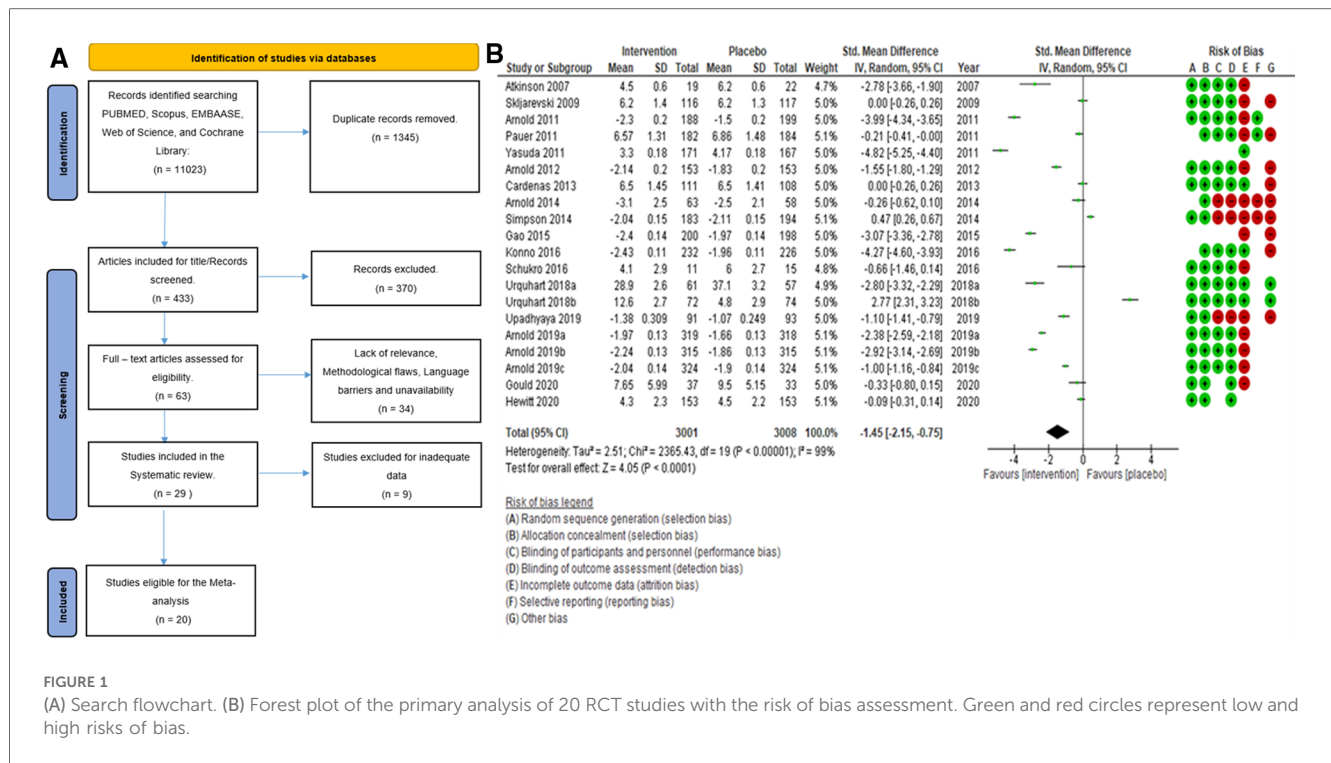 A
Identification of studies via databases
Identification
Records identified searching
PUBMED, Scopus, EMBAASE,
Web of Science, and Cochrane
Library:
(n = 11023)
Duplicate records removed.
(n = 1345)
Screening
Articles included for title/Records
screened.
(n = 433)
Records excluded.
(n = 370)
Full – text articles assessed for
eligibility.
(n = 63)
Lack of relevance,
Methodological flaws, Language
barriers and unavailability
(n = 34)
Studies included in the
Systematic review.
(n = 29 )
Studies excluded for inadequate
data
(n = 9)
Included
Studies eligible for the Meta-
analysis
(n = 20)
B
Intervention Placebo Std. Mean Difference Std. Mean Difference Risk of Bias
Study or Subgroup Mean SD Total Mean SD Total Weight IV, Random, 95% CI Year IV, Random, 95% CI A B C D E F G
Atkinson 2007 4.5 0.6 19 6.2 0.6 22 4.7% -2.78 [-3.66, -1.90] 2007
Skljarevski 2009 6.2 1.4 116 6.2 1.3 117 5.0% 0.00 [-0.26, 0.26] 2009
Arnold 2011 -2.3 0.2 188 -1.5 0.2 199 5.0% -3.99 [-4.34, -3.65] 2011
Pauer 2011 6.57 1.31 182 6.86 1.48 184 5.1% -0.21 [-0.41, -0.00] 2011
Yasuda 2011 3.3 0.18 171 4.17 0.18 167 5.0% -4.82 [-5.25, -4.40] 2011
Arnold 2012 -2.14 0.2 153 -1.83 0.2 153 5.0% -1.55 [-1.80, -1.29] 2012
Cardenas 2013 6.5 1.45 111 6.5 1.41 108 5.0% 0.00 [-0.26, 0.26] 2013
Arnold 2014 -3.1 2.5 63 -2.5 2.1 58 5.0% -0.26 [-0.62, 0.10] 2014
Simpson 2014 -2.04 0.15 183 -2.11 0.15 194 5.1% 0.47 [0.26, 0.67] 2014
Gao 2015 -2.4 0.14 200 -1.97 0.14 198 5.0% -3.07 [-3.36, -2.78] 2015
Konno 2016 -2.43 0.11 232 -1.96 0.11 226 5.0% -4.27 [-4.60, -3.93] 2016
Schukro 2016 4.1 2.9 11 6 2.7 15 4.8% -0.66 [-1.46, 0.14] 2016
Urquhart 2018a 28.9 2.6 61 37.1 3.2 57 4.9% -2.80 [-3.32, -2.29] 2018a
Urquhart 2018b 12.6 2.7 72 4.8 2.9 74 5.0% 2.77 [2.31, 3.23] 2018b
Upadhyaya 2019 -1.38 0.309 91 -1.07 0.249 93 5.0% -1.10 [-1.41, -0.79] 2019
Arnold 2019a -1.97 0.13 319 -1.66 0.13 318 5.1% -2.38 [-2.59, -2.18] 2019a
Arnold 2019b -2.24 0.13 315 -1.86 0.13 315 5.1% -2.92 [-3.14, -2.69] 2019b
Arnold 2019c -2.04 0.14 324 -1.9 0.14 324 5.1% -1.00 [-1.16, -0.84] 2019c
Gould 2020 7.65 5.99 37 9.5 5.15 33 5.0% -0.33 [-0.80, 0.15] 2020
Hewitt 2020 4.3 2.3 153 4.5 2.2 153 5.1% -0.09 [-0.31, 0.14] 2020
Total (95% CI) 3001 3008 100.0% -1.45 [-2.15, -0.75]
Heterogeneity: Tau² = 2.51; Chi² = 2365.43, df = 19 (P < 0.00001); I² = 99%
Test for overall effect: Z = 4.05 (P < 0.0001)
-4 -2 0 2 4
Favours [intervention] Favours [placebo]
Risk of bias legend
(A) Random sequence generation (selection bias)
(B) Allocation concealment (selection bias)
(C) Blinding of participants and personnel (performance bias)
(D) Blinding of outcome assessment (detection bias)
(E) Incomplete outcome data (attrition bias)
(F) Selective reporting (reporting bias)
(G) Other bias
FIGURE 1
(A) Search flowchart. (B) Forest plot of the primary analysis of 20 RCT studies with the risk of bias assessment. Green and red circles represent low and
high risks of bias.